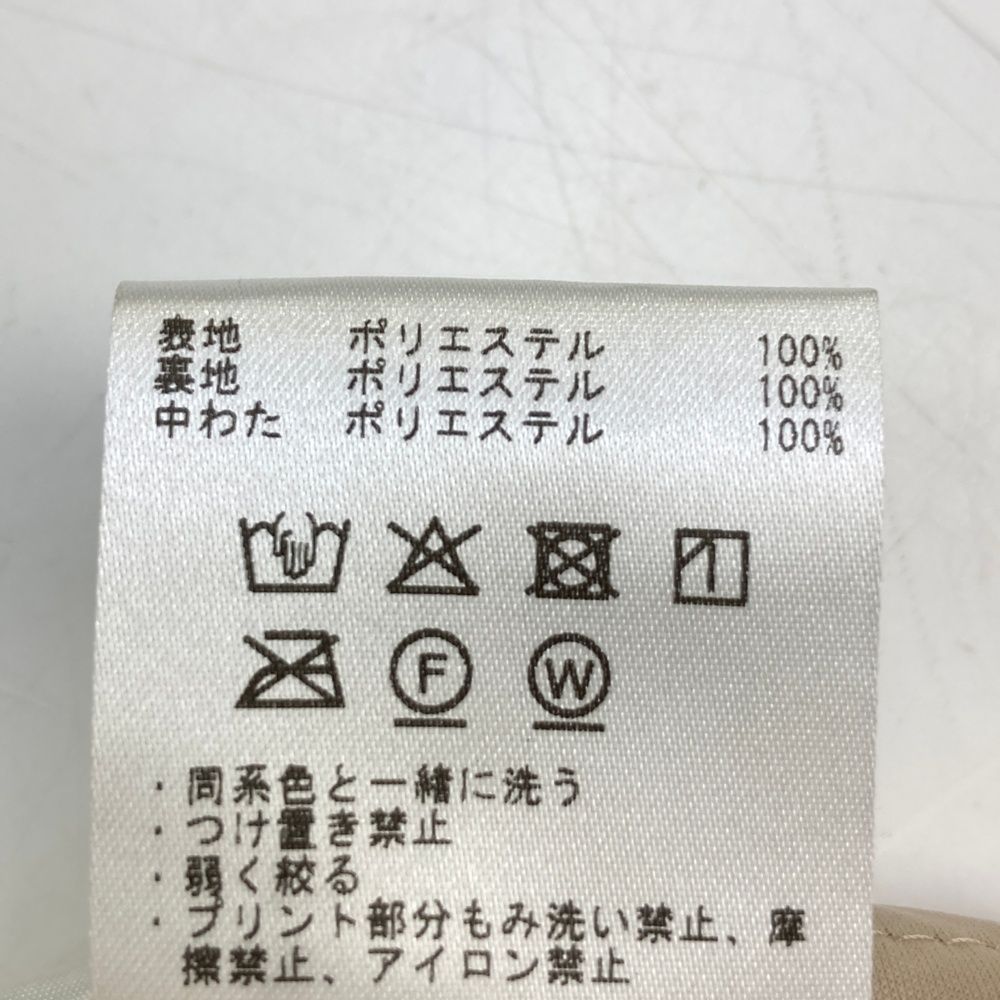 表地 ポリエステル 100%
裏地 ポリエステル 100%
中わた ポリエステル 100%
F
W
・同系色と一緒に洗う
・つけ置き禁止
・弱く絞る
・プリント部分もみ洗い禁止、摩
擦禁止、アイロン禁止